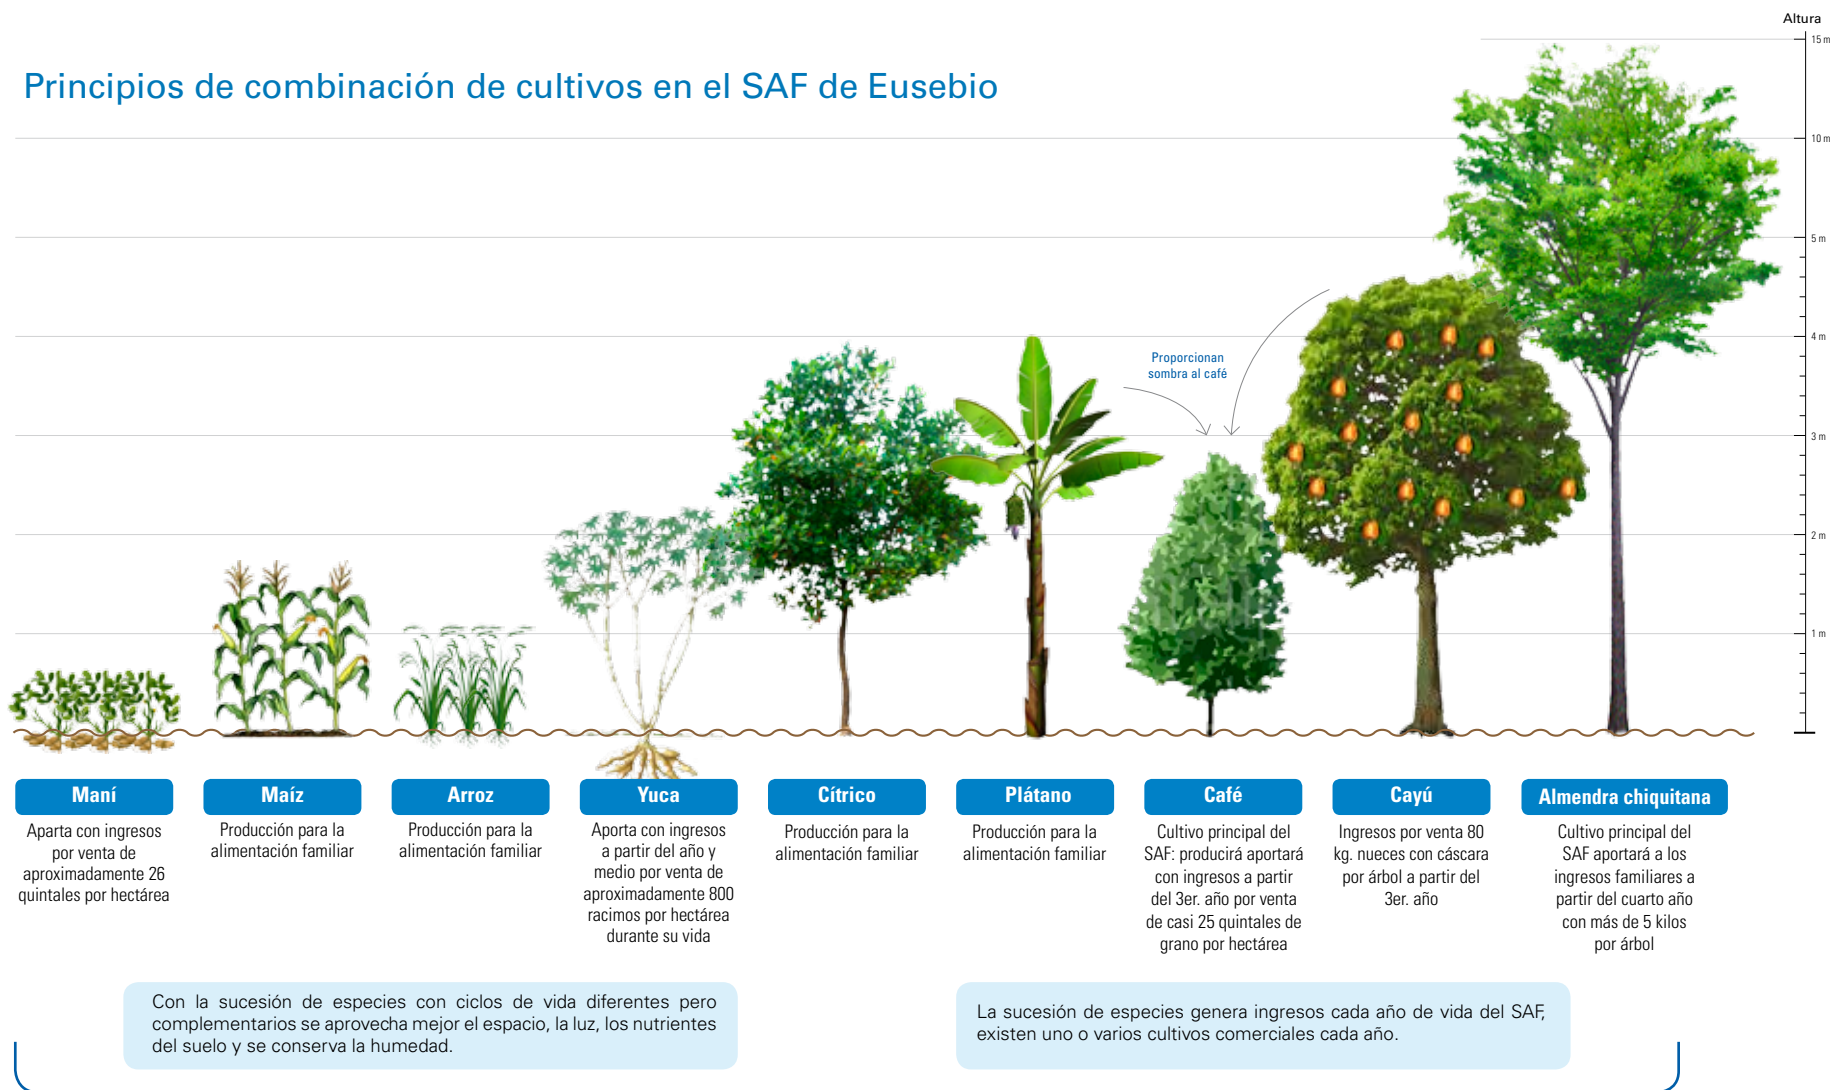 Altura
15 m
Principios de combinación de cultivos en el SAF de Eusebio
10 m
5 m
4 m
Proporcionan
sombra al café
3 m
2 m
1 m
Maní
Aparta con ingresos
por venta de
aproximadamente 26
quintales por hectárea
Maíz
Producción para la
alimentación familiar
Arroz
Producción para la
alimentación familiar
Yuca
Aporta con ingresos
a partir del año y
medio por venta de
aproximadamente 800
racimos por hectárea
durante su vida
Cítrico
Producción para la
alimentación familiar
Plátano
Producción para la
alimentación familiar
Café
Cultivo principal del
SAF: producirá aportará
con ingresos a partir
del 3er. año por venta
de casi 25 quintales de
grano por hectárea
Cayú
Ingresos por venta 80
kg. nueces con cáscara
por árbol a partir del
3er. año
Almendra chiquitana
Cultivo principal del
SAF aportará a los
ingresos familiares a
partir del cuarto año
con más de 5 kilos
por árbol
Con la sucesión de especies con ciclos de vida diferentes pero
complementarios se aprovecha mejor el espacio, la luz, los nutrientes
del suelo y se conserva la humedad.
La sucesión de especies genera ingresos cada año de vida del SAF,
existen uno o varios cultivos comerciales cada año.